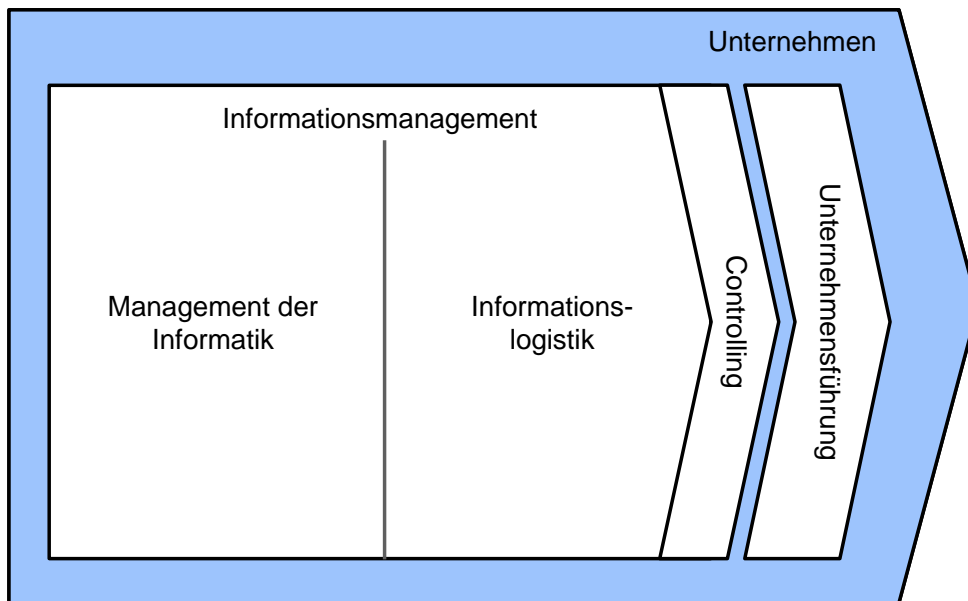 Unternehmen
Informationsmanagement
Management der
Informatik
Informations-
logistik
Controlling
Unternehmensführung